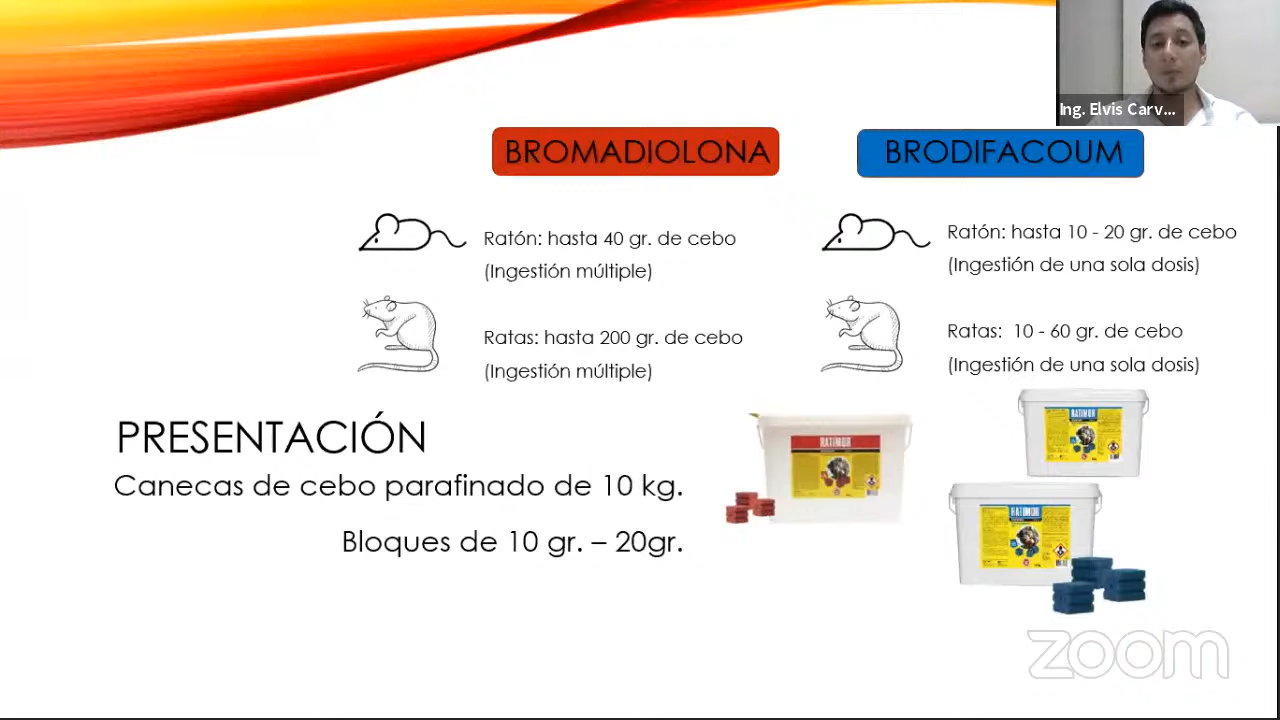 Ing. Elvis Carv...
BROMADIOLONA
BRODIFACOUM
Ratón: hasta 40 gr. de cebo
(Ingestión múltiple)
Ratas: hasta 200 gr. de cebo
(Ingestión múltiple)
Ratón: hasta 10 - 20 gr. de cebo
(Ingestión de una sola dosis)
Ratas: 10 - 60 gr. de cebo
(Ingestión de una sola dosis)
PRESENTACIÓN
Canecas de cebo parafinado de 10 kg.
Bloques de 10 gr. – 20gr.
RATIMOR
RATIMOR
RATIMOR
zoom